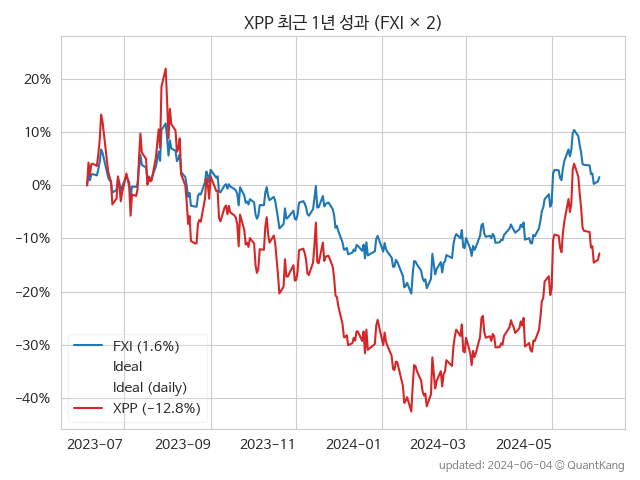 XPP 최근 1년 성과 (FXI × 2)
20%
10%
0%
−10%
−20%
−30%
−40%
FXI (1.6%)
Ideal
Ideal (daily)
XPP (−12.8%)
2023−07 2023−09 2023−11 2024−01 2024−03 2024−05
updated: 2024-06-04 © QuantKang